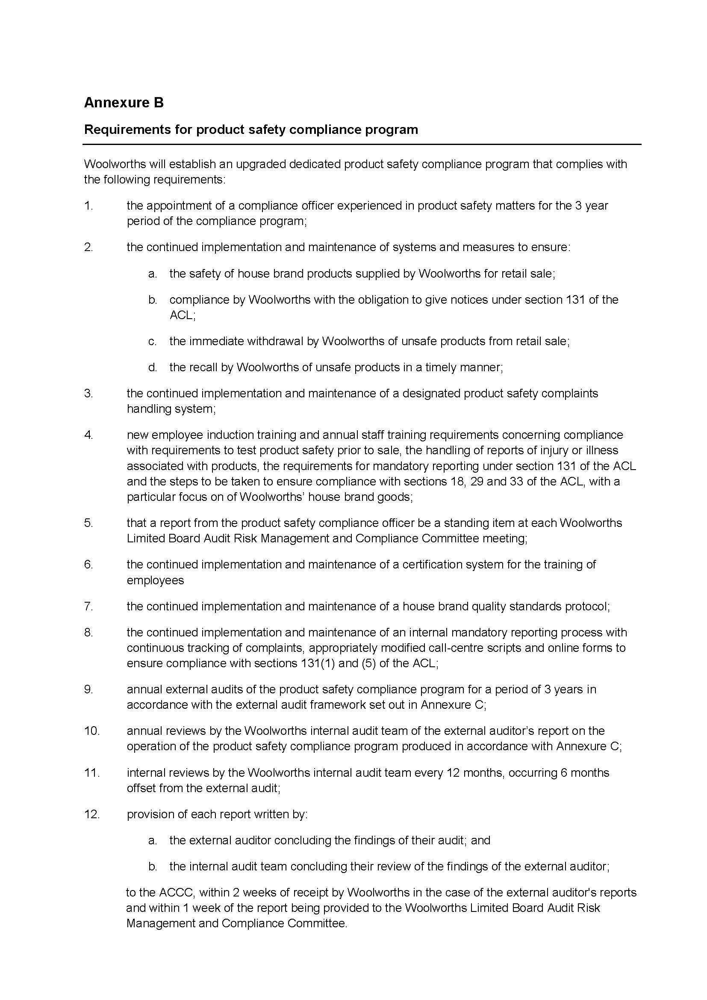 Annexure B
Requirements for product safety compliance program
Woolworths will establish an upgraded dedicated product safety compliance program that complies with
the following requirements:
1. the appointment of a compliance officer experienced in product safety matters for the 3 year
period of the compliance program;
2. the continued implementation and maintenance of systems and measures to ensure:
a. the safety of house brand products supplied by Woolworths for retail sale;
b. compliance by Woolworths with the obligation to give notices under section 131 of the
ACL;
c. the immediate withdrawal by Woolworths of unsafe products from retail sale;
d. the recall by Woolworths of unsafe products in a timely manner;
3. the continued implementation and maintenance of a designated product safety complaints
handling system;
4. new employee induction training and annual staff training requirements concerning compliance
with requirements to test product safety prior to sale, the handling of reports of injury or illness
associated with products, the requirements for mandatory reporting under section 131 of the ACL
and the steps to be taken to ensure compliance with sections 18, 29 and 33 of the ACL, with a
particular focus on of Woolworths’ house brand goods;
5. that a report from the product safety compliance officer be a standing item at each Woolworths
Limited Board Audit Risk Management and Compliance Committee meeting;
6. the continued implementation and maintenance of a certification system for the training of
employees
7. the continued implementation and maintenance of a house brand quality standards protocol;
8. the continued implementation and maintenance of an internal mandatory reporting process with
continuous tracking of complaints, appropriately modified call-centre scripts and online forms to
ensure compliance with sections 131(1) and (5) of the ACL;
9. annual external audits of the product safety compliance program for a period of 3 years in
accordance with the external audit framework set out in Annexure C;
10. annual reviews by the Woolworths internal audit team of the external auditor’s report on the
operation of the product safety compliance program produced in accordance with Annexure C;
11. internal reviews by the Woolworths internal audit team every 12 months, occurring 6 months
offset from the external audit;
12. provision of each report written by:
a. the external auditor concluding the findings of their audit; and
b. the internal audit team concluding their review of the findings of the external auditor;
to the ACCC, within 2 weeks of receipt by Woolworths in the case of the external auditor's reports
and within 1 week of the report being provided to the Woolworths Limited Board Audit Risk
Management and Compliance Committee.